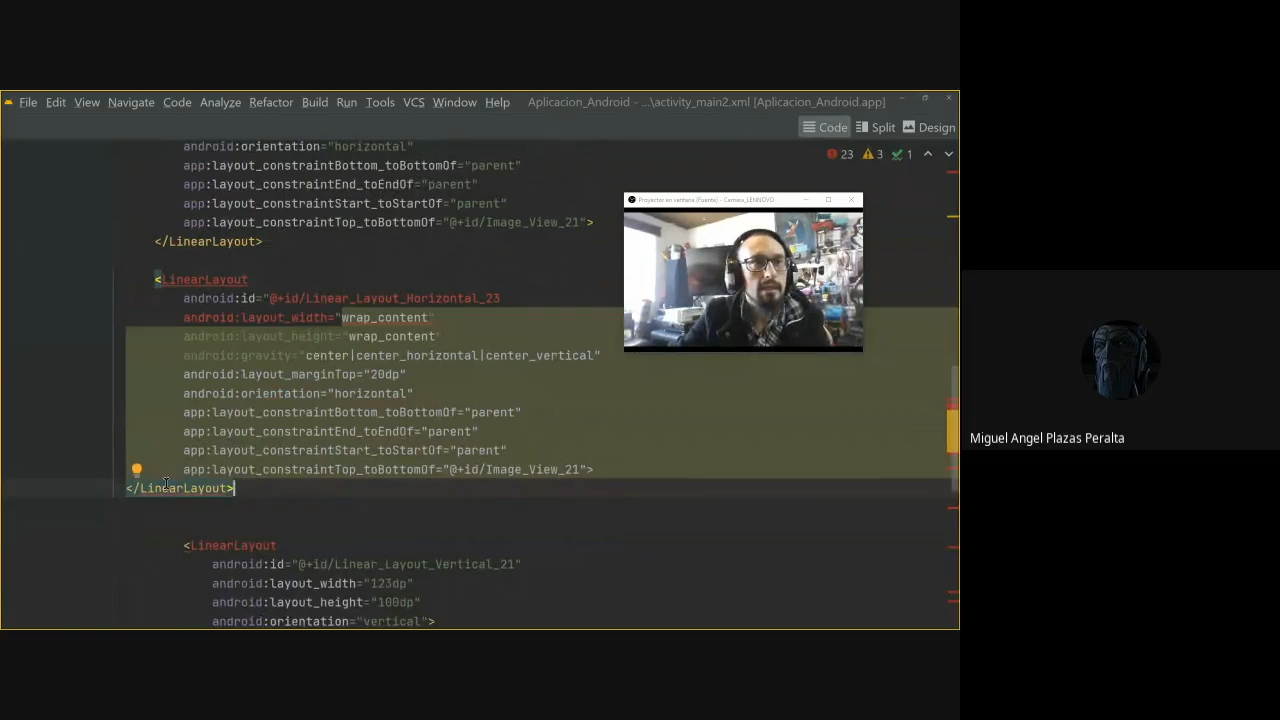 File Edit View Navigate Code Analyze Refactor Build Run Tools VCS Window Help Aplicacion_Android - ...\activity_main2.xml [Aplicacion_Android.app]
Code Split Design
23 3 1
android:orientation="horizontal"
app:layout_constraintBottom_toBottomOf="parent"
app:layout_constraintEnd_toEndOf="parent"
app:layout_constraintStart_toStartOf="parent"
app:layout_constraintTop_toBottomOf="@+id/Image_View_21">
</LinearLayout>
Proyector en ventana (Fuente) - Camara_LENNOVO
<LinearLayout
android:id="@+id/Linear_Layout_Horizontal_23
android:layout_width="wrap_content"
android:layout_height="wrap_content"
android:gravity="center|center_horizontal|center_vertical"
android:layout_marginTop="20dp"
android:orientation="horizontal"
app:layout_constraintBottom_toBottomOf="parent"
app:layout_constraintEnd_toEndOf="parent"
app:layout_constraintStart_toStartOf="parent"
app:layout_constraintTop_toBottomOf="@+id/Image_View_21">
</LinearLayout>
<LinearLayout
android:id="@+id/Linear_Layout_Vertical_21"
android:layout_width="123dp"
android:layout_height="100dp"
android:orientation="vertical">
Miguel Angel Plazas Peralta